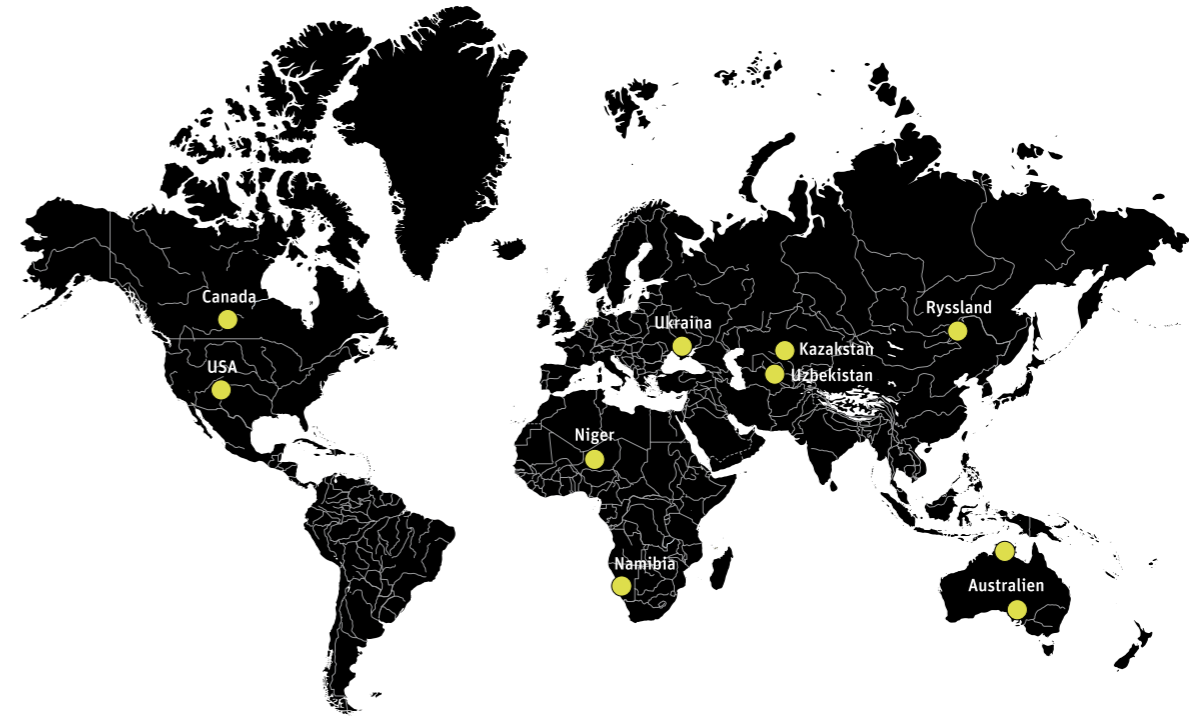 Canada
USA
Ukraina
Ryssland
Kazakstan
Uzbekistan
Niger
Namibia
Australien